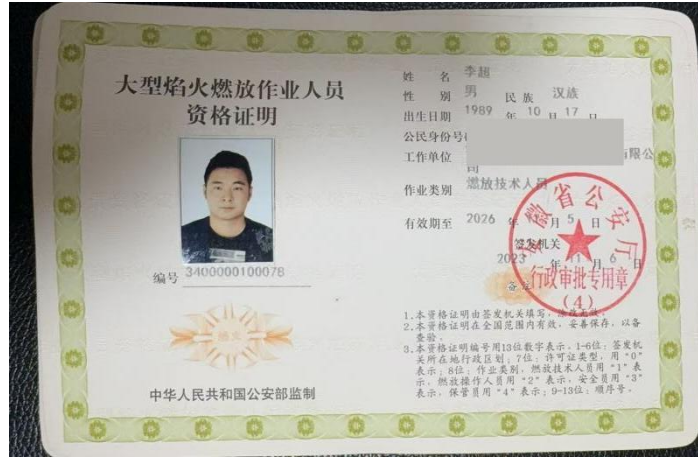 大型焰火燃放作业人员
资格证明
编号 3400000100078
中华人民共和国公安部监制
姓 名 李超
性 别 男 民族 汉族
出生日期 1989 年 10 月 17 日
公民身份号
工作单位 有限公
司
作业类别 燃放技术人员
有效期至 2026 年 月 5 日
签发机关
2023 年 11 月 6 日
备注
安徽省公安厅
行政审批专用章
(4)
1.本资格证明由签发机关填写，涂改无效。
2.本资格证明在全国范围内有效，妥善保存，以备
查验。
3.本资格证明编号用13位数字表示，1-6位：签发机
关所在地行政区划；7位：许可证类型，用“0”
表示；8位：作业类别，燃放技术人员用“1”表
示，燃放操作人员用“2”表示，安全员用“3”
表示，保管员用“4”表示；9-13位：顺序号。